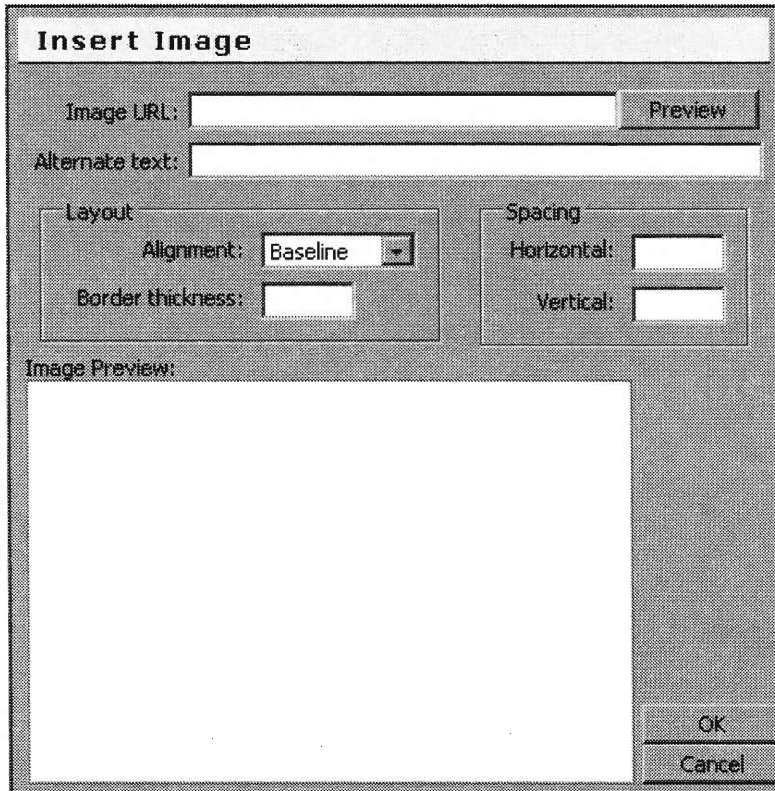 Insert Image
Image URL: Preview
Alternate text:
Layout Spacing
Alignment: Baseline Horizontal:
Border thickness: Vertical:
Image Preview:
OK
Cancel